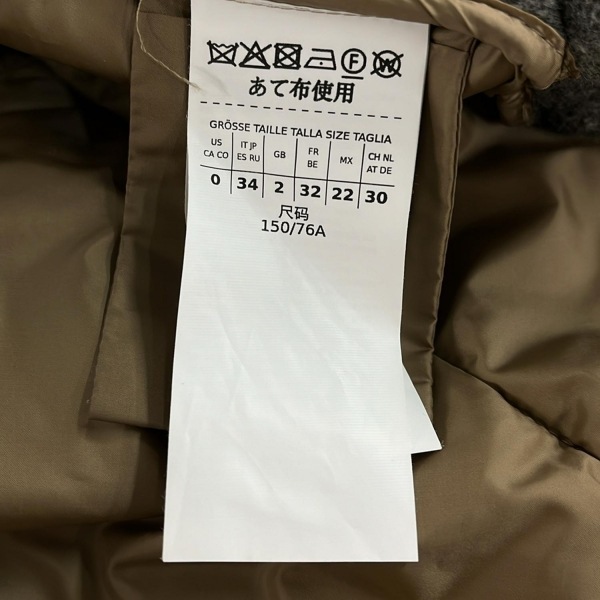 F W
あて布使用
GRÖSSE TAILLE TALLA SIZE TAGLIA
US CA CO IT JP ES RU GB FR BE MX CH NL AT DE
0 34 2 32 22 30
尺码
150/76A